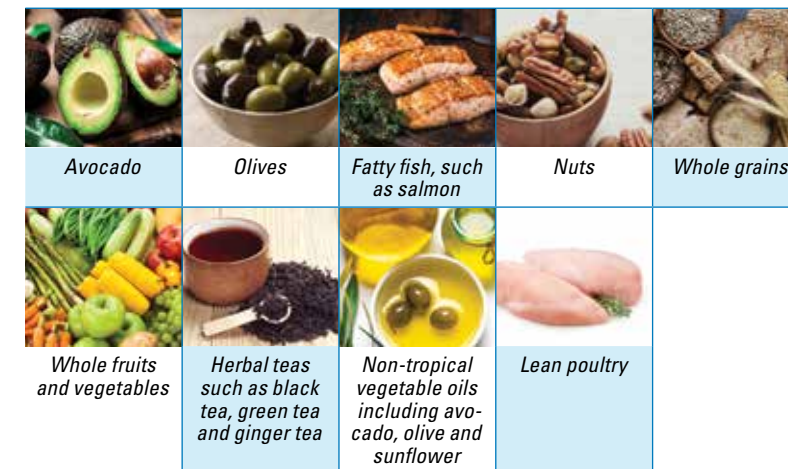 Avocado
Olives
Fatty fish, such
as salmon
Nuts
Whole grains
Whole fruits
and vegetables
Herbal teas
such as black
tea, green tea
and ginger tea
Non-tropical
vegetable oils
including avo-
cado, olive and
sunflower
Lean poultry